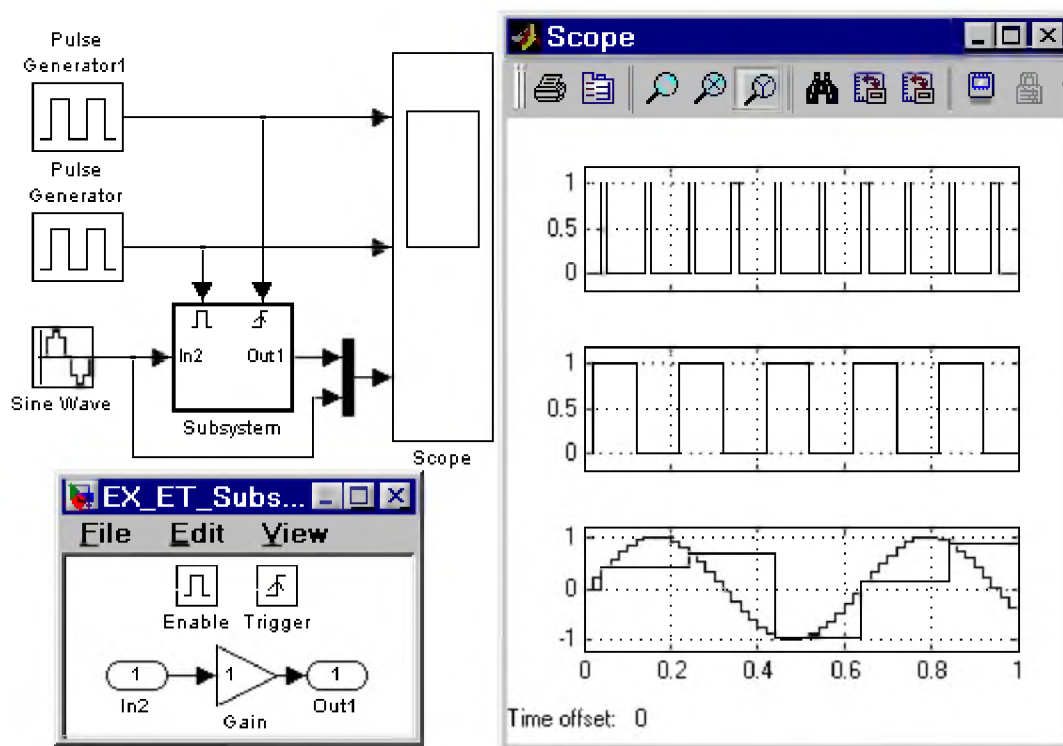 Pulse
Generator1
Pulse
Generator
In2
Out1
Sine Wave
Subsystem
Scope
EX_ET_Subs...
File Edit View
Enable Trigger
1
1
1
In2
Gain
Out1
Scope
1
0.5
0
1
0.5
0
1
0
-1
0 0.2 0.4 0.6 0.8 1
Time offset: 0